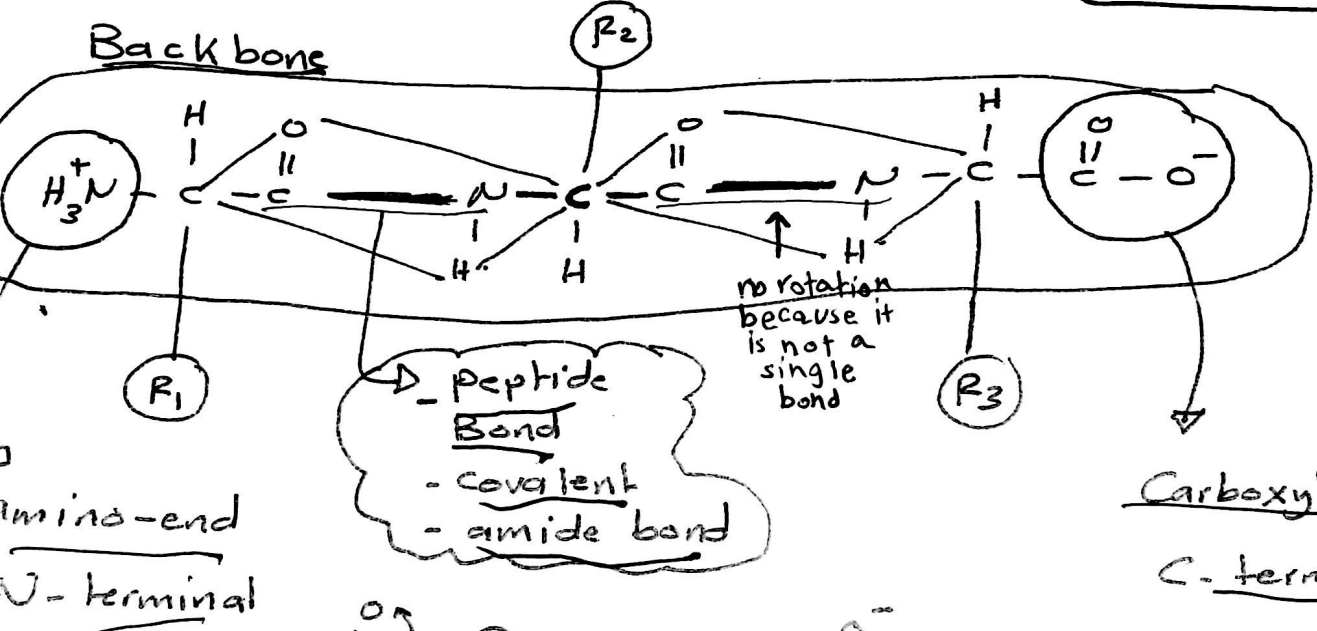 Backbone
R2
H
O
O
H
O
H3+N - C - C — N - C - C — N - C - C - O-
H
H
H
R1
R3
no rotation
because it
is not a
single
bond
- peptide
Bond
- covalent
- amide bond
amino-end
N-terminal
Carboxyl
C-term